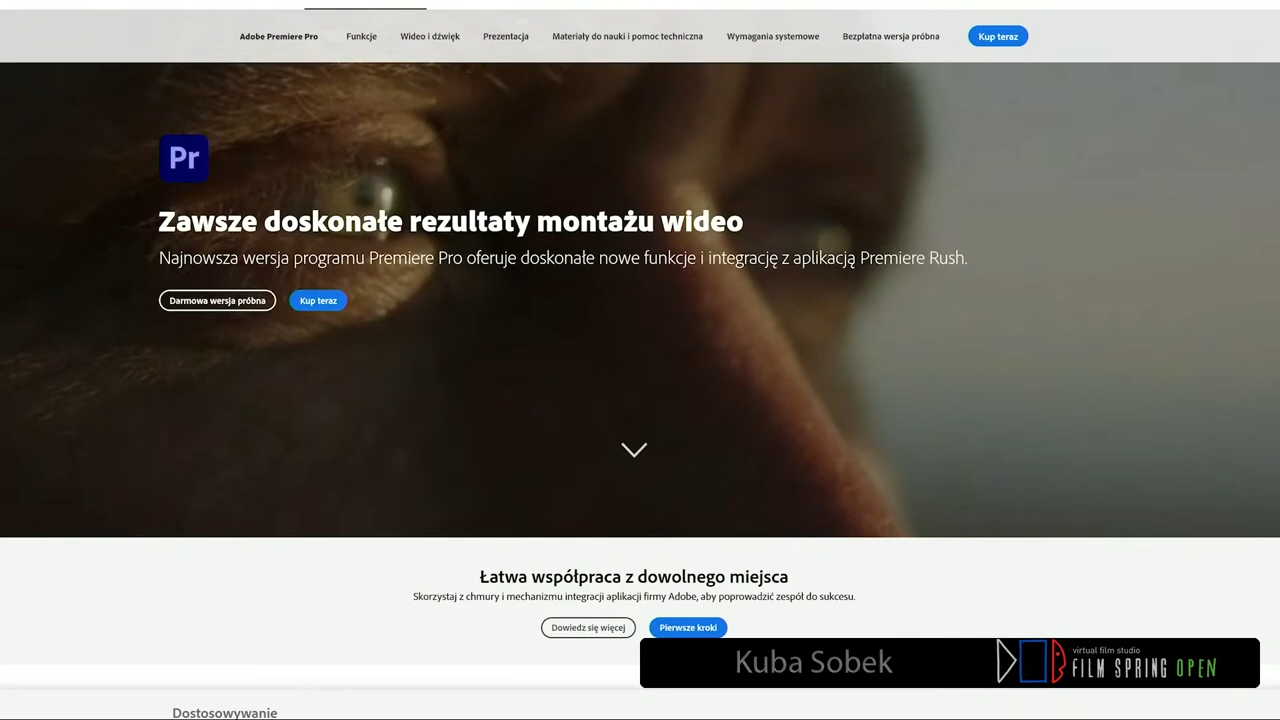 Adobe Premiere Pro Funkcje Wideo i dźwięk Prezentacja Materiały do nauki i pomoc techniczna Wymagania systemowe Bezpłatna wersja próbna Kup teraz
Pr
Zawsze doskonałe rezultaty montażu wideo
Najnowsza wersja programu Premiere Pro oferuje doskonałe nowe funkcje i integrację z aplikacją Premiere Rush.
Darmowa wersja próbna Kup teraz
Łatwa współpraca z dowolnego miejsca
Skorzystaj z chmury i mechanizmu integracji aplikacji firmy Adobe, aby poprowadzić zespół do sukcesu.
Dowiedz się więcej Pierwsze kroki
Kuba Sobek
virtual film studio
FILM SPRING OPEN
Dostosowywanie